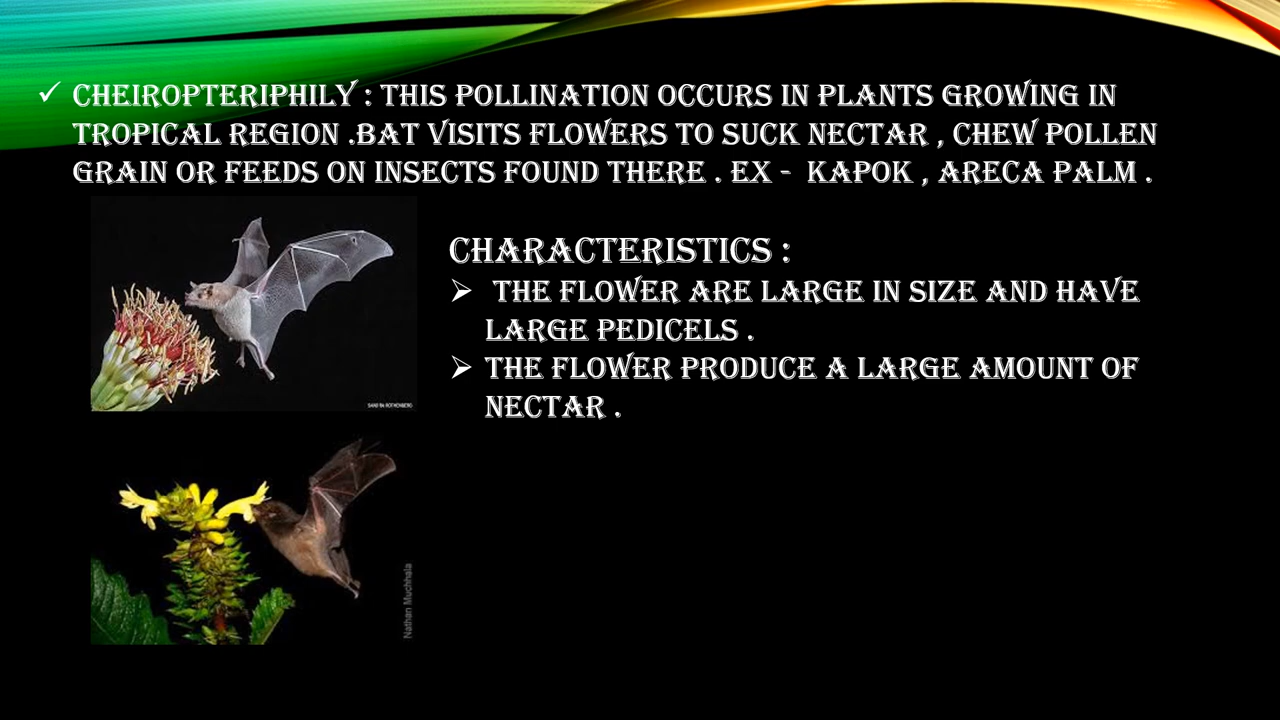 ✓ CHEIROPTERIPHILY : THIS POLLINATION OCCURS IN PLANTS GROWING IN
TROPICAL REGION .BAT VISITS FLOWERS TO SUCK NECTAR , CHEW POLLEN
GRAIN OR FEEDS ON INSECTS FOUND THERE . EX - KAPOK , ARECA PALM .
CHARACTERISTICS :
➢ THE FLOWER ARE LARGE IN SIZE AND HAVE
LARGE PEDICELS .
➢ THE FLOWER PRODUCE A LARGE AMOUNT OF
NECTAR .
Nathan Muchhala